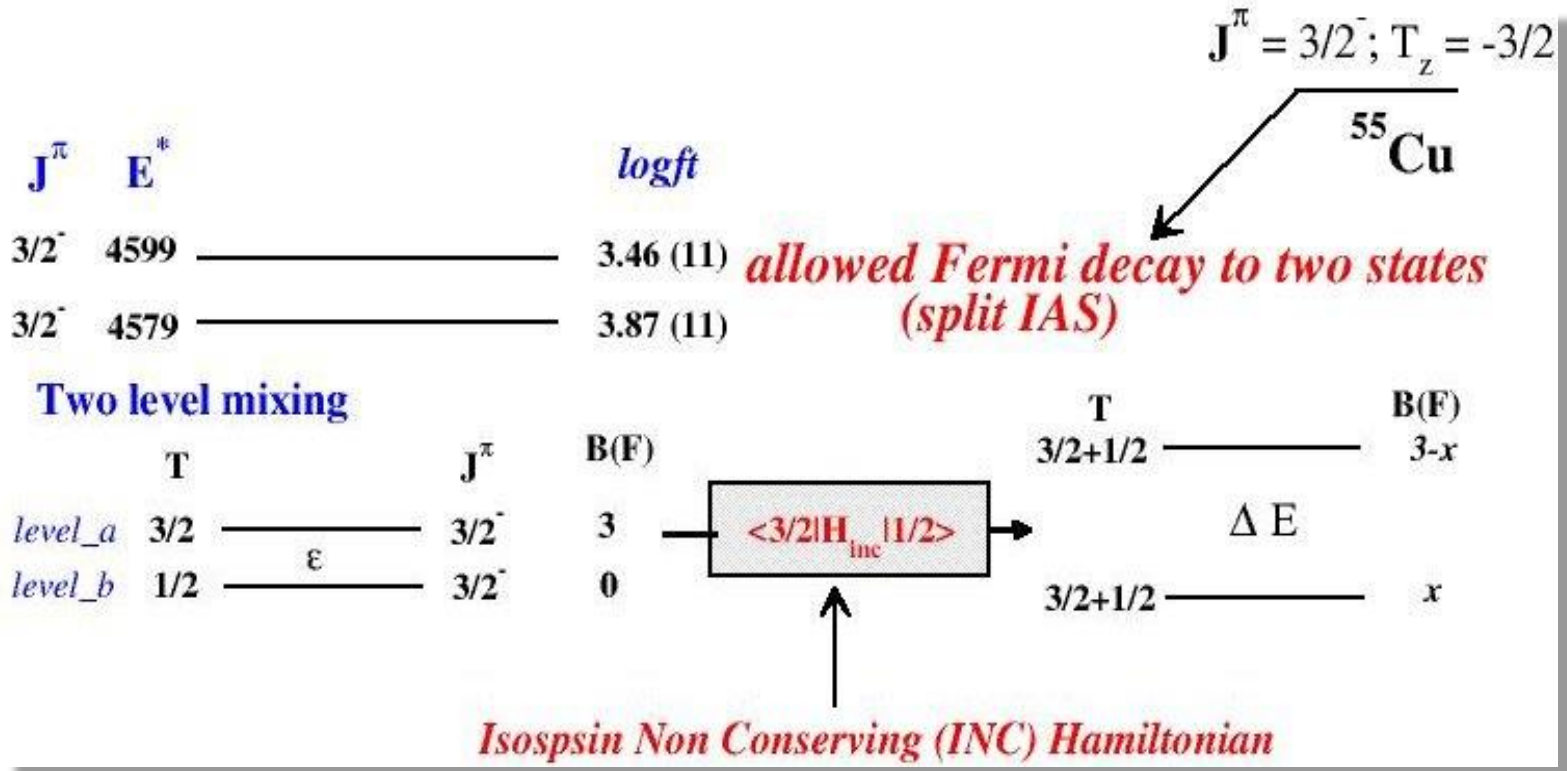 J^π = 3/2^-; T_z = -3/2
^55Cu
J^π E^* logft
3/2^- 4599 3.46 (11) allowed Fermi decay to two states
3/2^- 4579 3.87 (11) (split IAS)
Two level mixing
T J^π B(F) T B(F)
3/2+1/2 3-x
level_a 3/2 3/2^- 3 <3/2|H_inc|1/2> Δ E
ε
level_b 1/2 3/2^- 0 3/2+1/2 x
Isospsin Non Conserving (INC) Hamiltonian